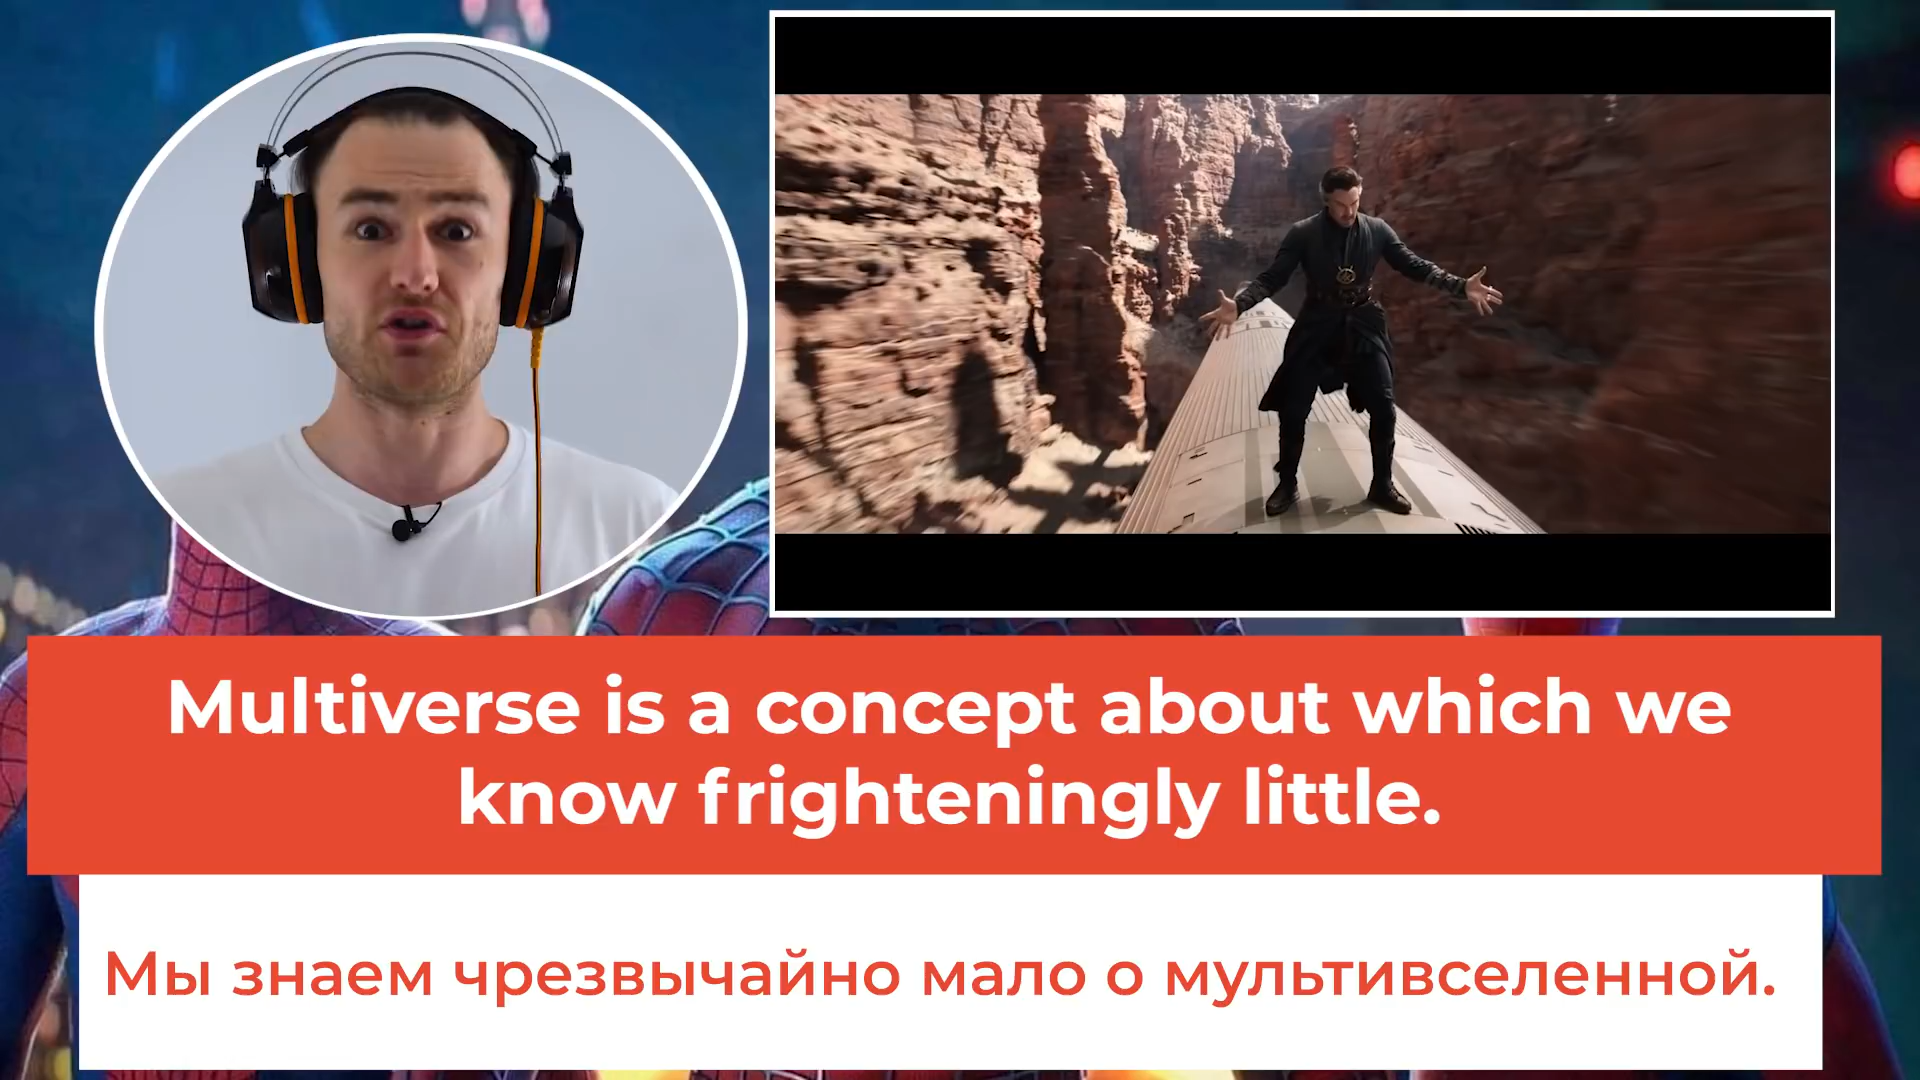 Multiverse is a concept about which we
know frighteningly little.
Мы знаем чрезвычайно мало о мультивселенной.